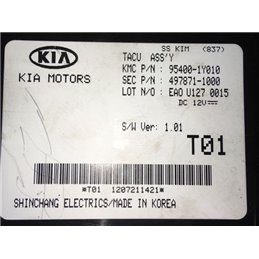 SS KIM (837)
KIA
TACU ASS'Y
KIA MOTORS
KMC P/N : 95400-1Y010
SEC P/N : 497871-1000
LOT N/O : EAO U127 0015
DC 12V
S/W Ver: 1.01
T01
*T01 1207211421*
SHINCHANG ELECTRICS/MADE IN KOREA